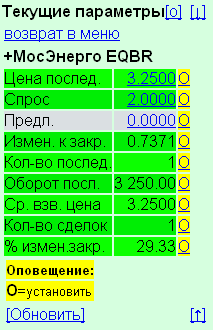 Текущие параметры[o] [↓]
возврат в меню
+МосЭнерго EQBR
Цена послед. 3.2500 О
Спрос 2.0000 О
Предл. 0.0000 О
Измен. к закр. 0.7371 О
Кол-во послед. 1 О
Оборот посл. 3 250.00 О
Ср. взв. цена 3.2500 О
Кол-во сделок 1 О
% измен.закр. 29.33 О
Оповещение:
О=установить
[Обновить] [↑]